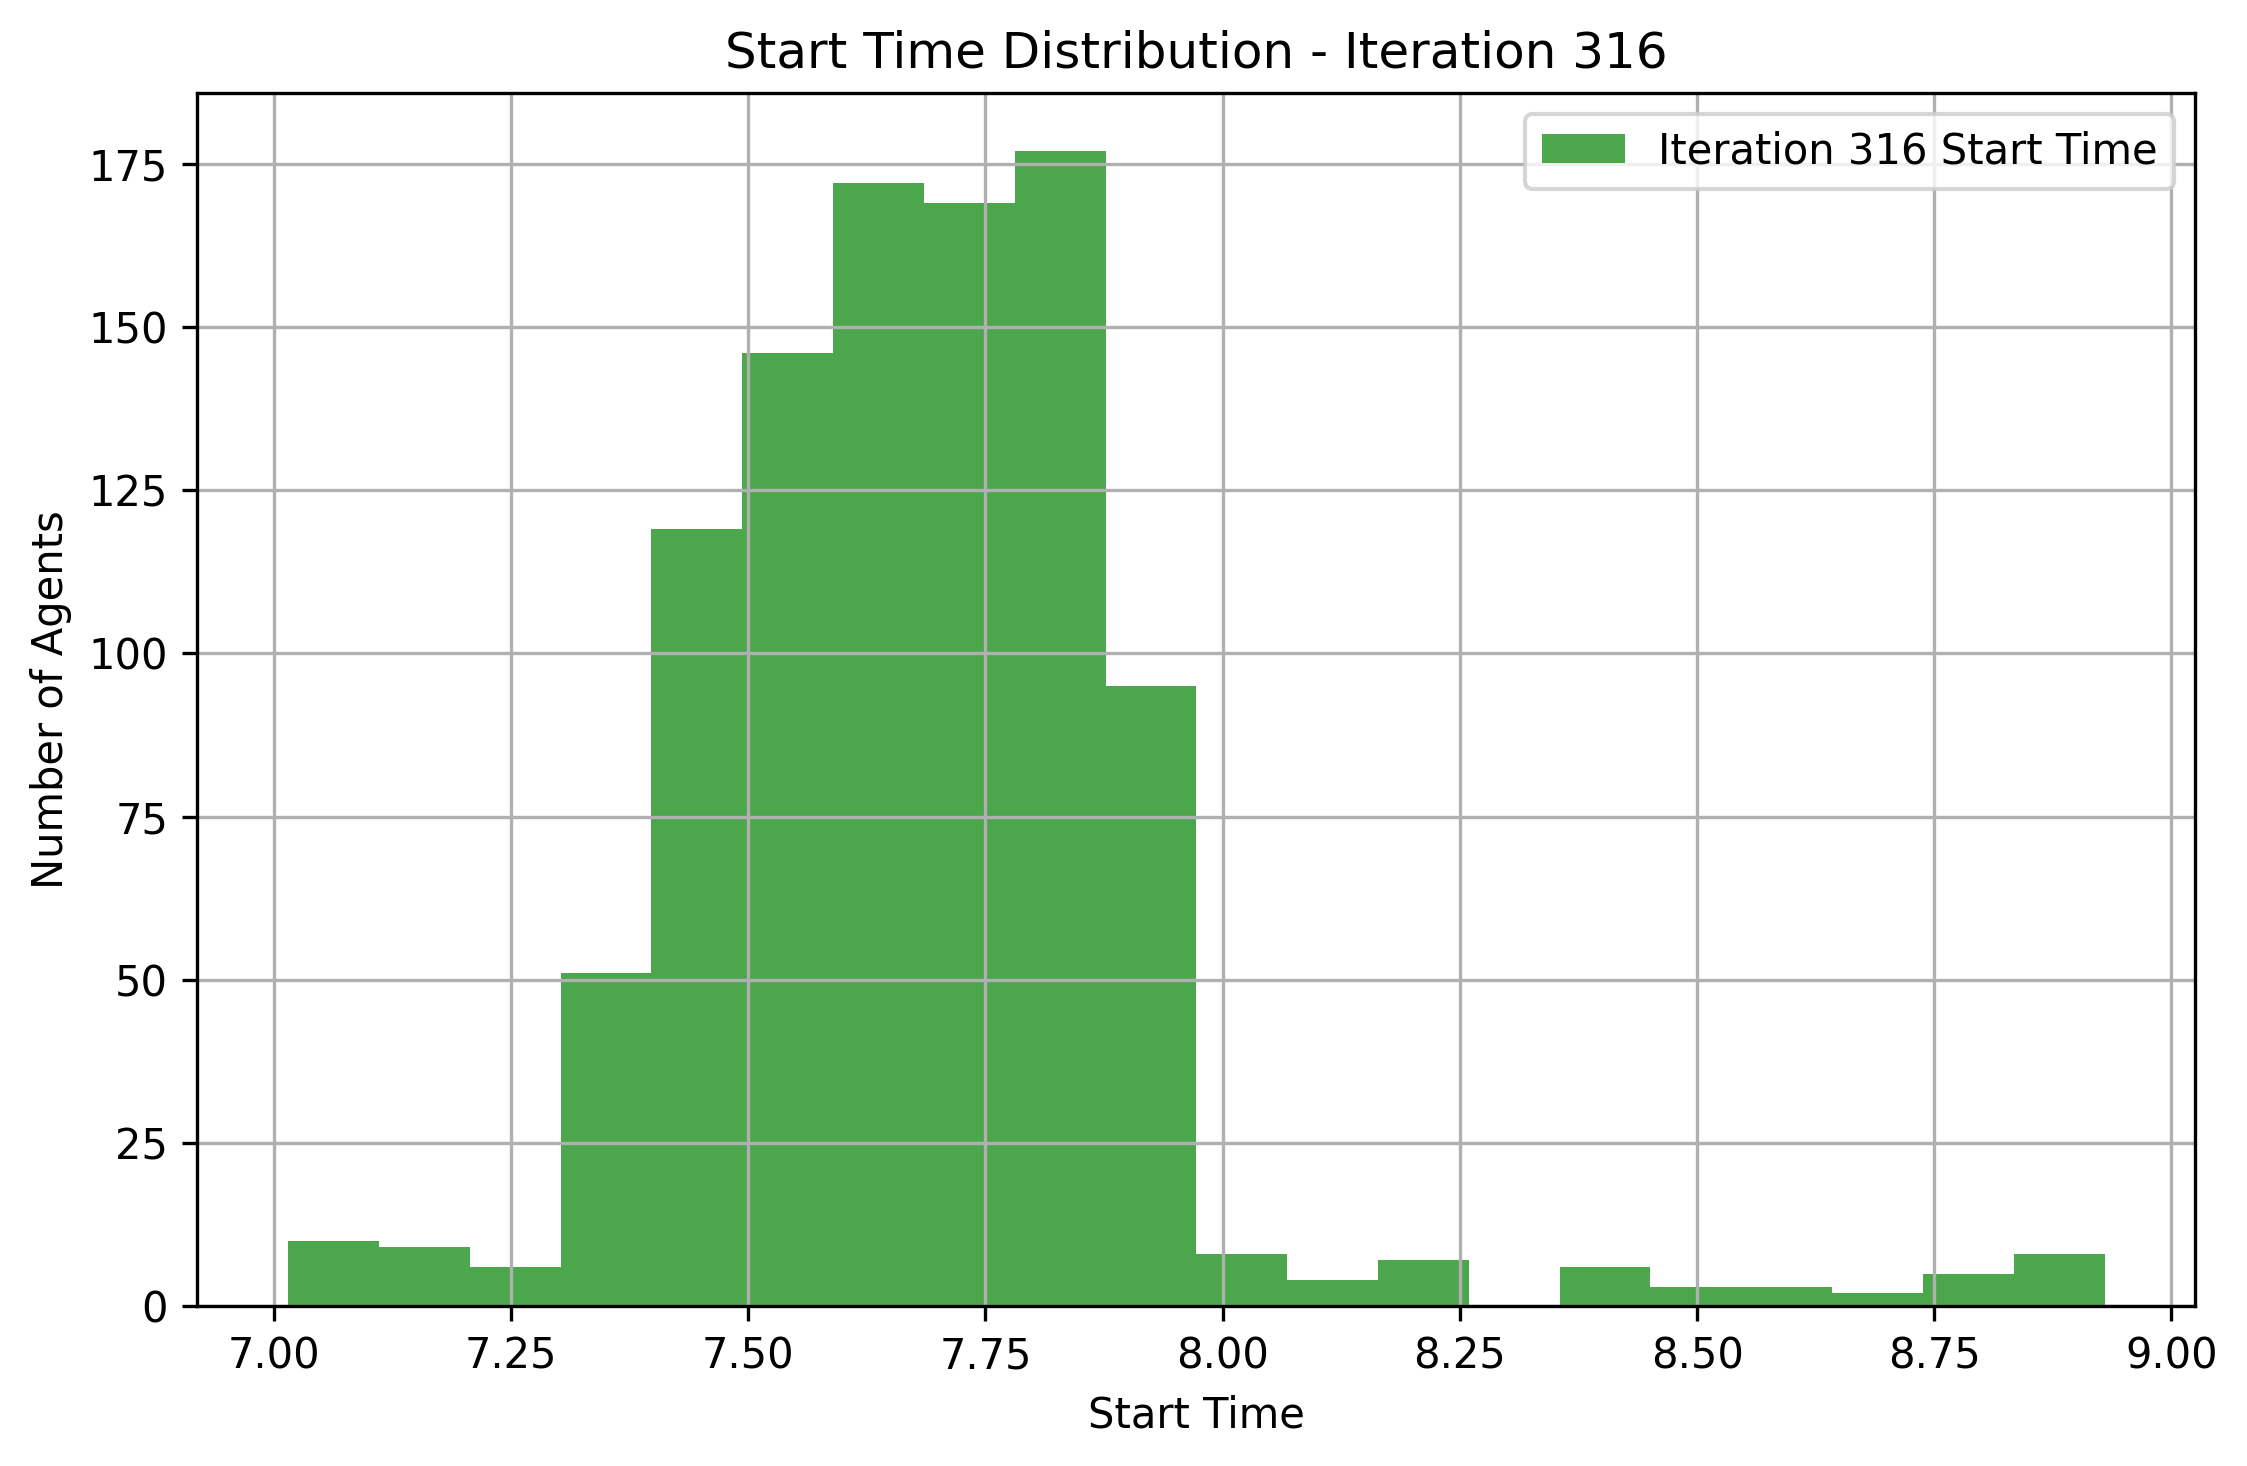 Start Time Distribution - Iteration 316
Iteration 316 Start Time
Number of Agents
175
150
125
100
75
50
25
0
7.00 7.25 7.50 7.75 8.00 8.25 8.50 8.75 9.00
Start Time